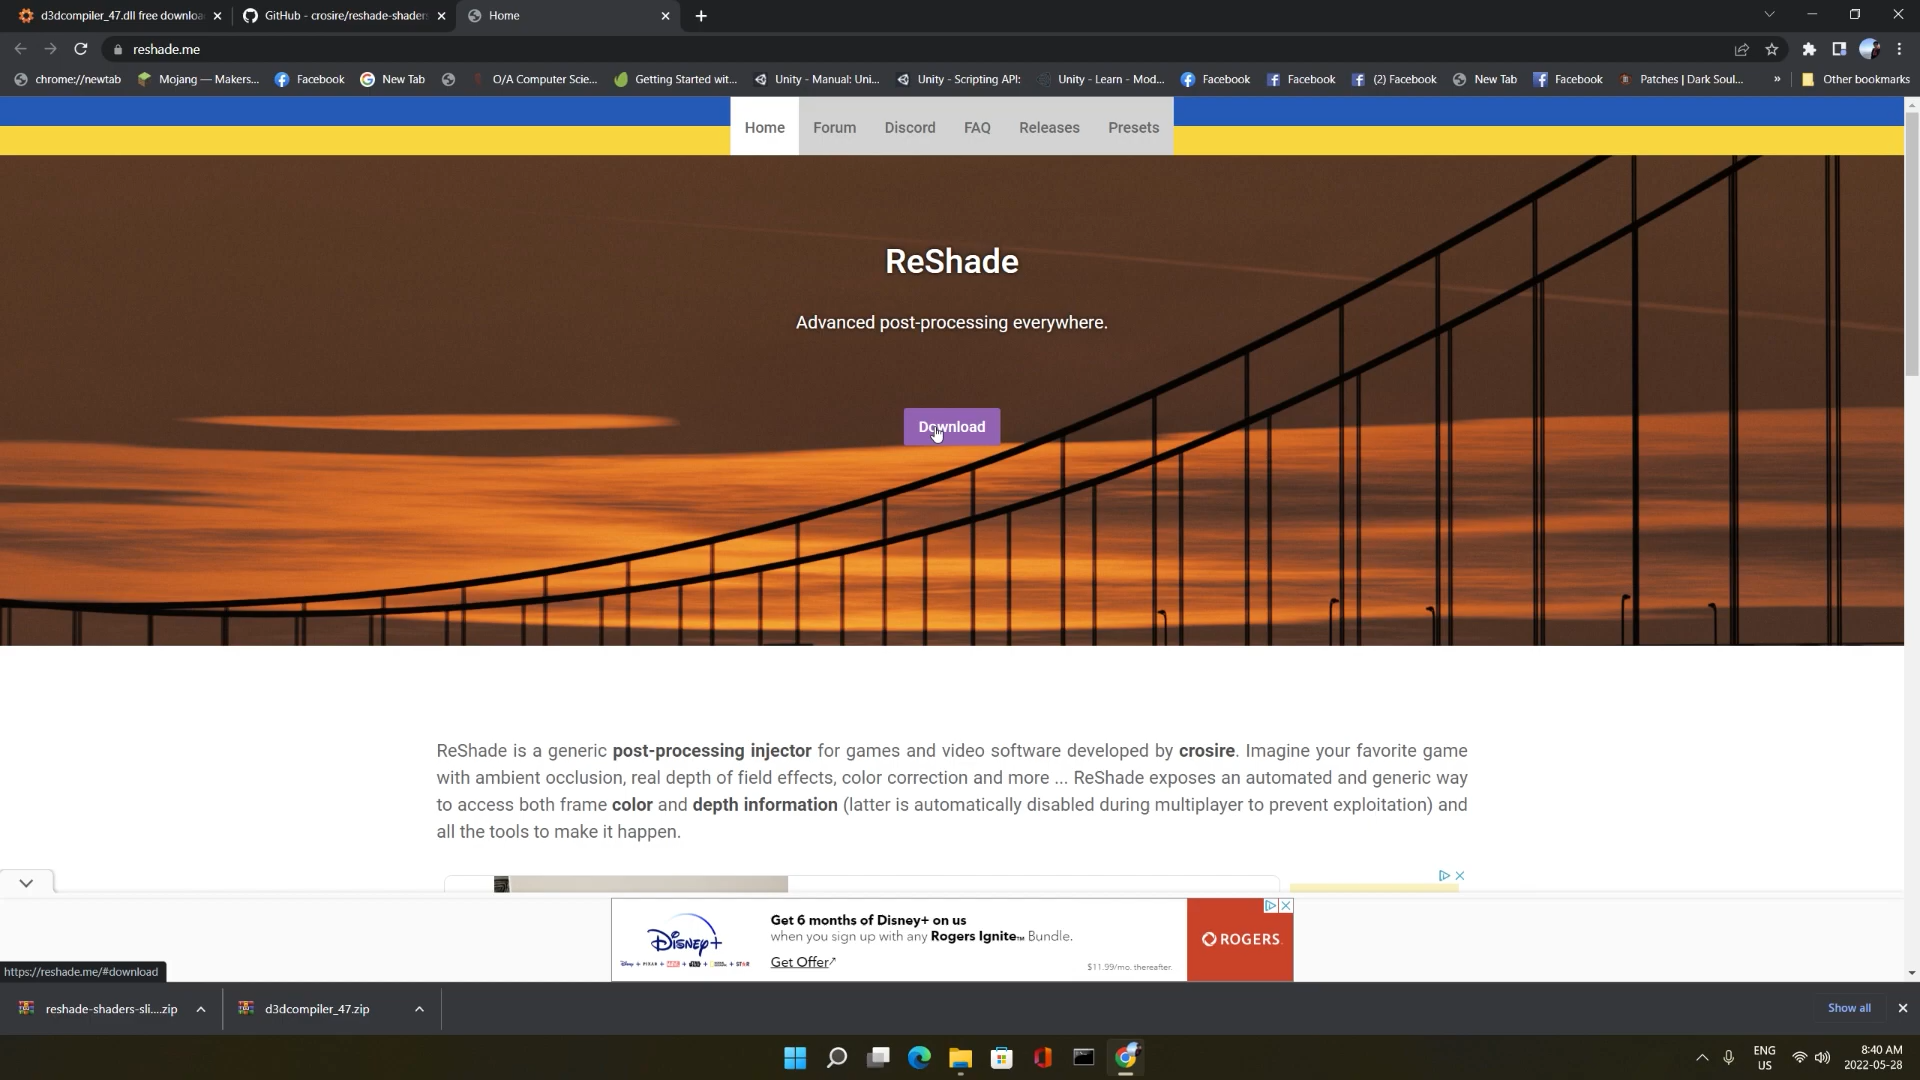 d3dcompiler_47.dll free downloa
GitHub - crosire/reshade-shader
Home
reshade.me
chrome://newtab
Mojang — Makers...
Facebook
New Tab
O/A Computer Scie...
Getting Started wit...
Unity - Manual: Uni...
Unity - Scripting API:
Unity - Learn - Mod...
Facebook
Facebook
(2) Facebook
New Tab
Facebook
Patches | Dark Soul...
»
Other bookmarks
Home
Forum
Discord
FAQ
Releases
Presets
ReShade
Advanced post-processing everywhere.
Download
ReShade is a generic post-processing injector for games and video software developed by crosire. Imagine your favorite game
with ambient occlusion, real depth of field effects, color correction and more ... ReShade exposes an automated and generic way
to access both frame color and depth information (latter is automatically disabled during multiplayer to prevent exploitation) and
all the tools to make it happen.
Disney+
Get 6 months of Disney+ on us
when you sign up with any Rogers Ignite™ Bundle.
Get Offer
$11.99/mo. thereafter.
ROGERS
https://reshade.me/#download
reshade-shaders-sli....zip
d3dcompiler_47.zip
Show all
ENG
US
8:40 AM
2022-05-28